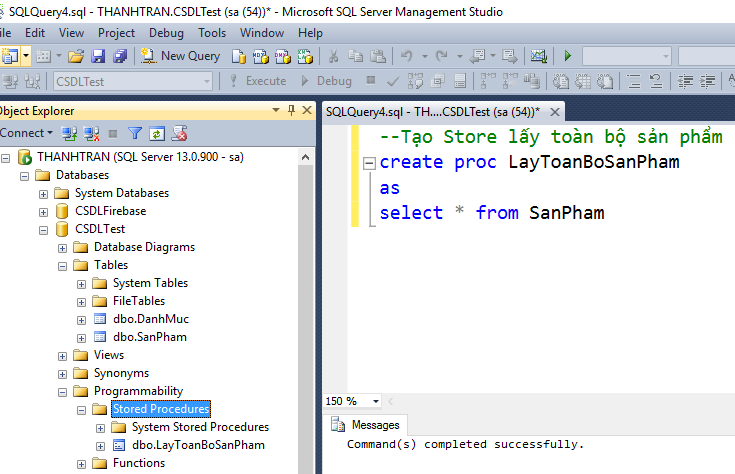 SQLQuery4.sql - THANHTRAN.CSDLTest (sa (54))* - Microsoft SQL Server Management Studio
File Edit View Project Debug Tools Window Help
New Query
CSDLTest Execute Debug
Object Explorer
Connect
THANHTRAN (SQL Server 13.0.900 - sa)
Databases
System Databases
CSDLFirebase
CSDLTest
Database Diagrams
Tables
System Tables
FileTables
dbo.DanhMuc
dbo.SanPham
Views
Synonyms
Programmability
Stored Procedures
System Stored Procedures
dbo.LayToanBoSanPham
Functions
SQLQuery4.sql - TH....CSDLTest (sa (54))*
--Tạo Store lấy toàn bộ sản phẩm
create proc LayToanBoSanPham
as
select * from SanPham
150 %
Messages
Command(s) completed successfully.